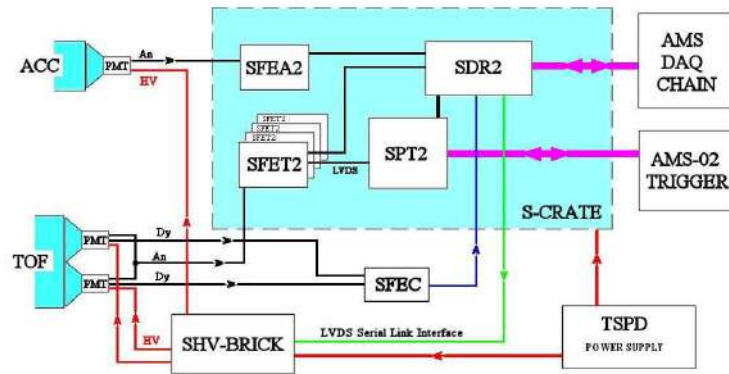 ACC
PMT
An
HV
SFEA2
SDR2
AMS
DAQ
CHAIN
SFET2
SFET2
SFET2
SFET2
LVDS
SPT2
AMS-02
TRIGGER
S-CRATE
TOF
PMT
PMT
Dy
An
Dy
HV
SFEC
SHV-BRICK
LVDS Serial Link Interface
TSPD
POWER SUPPLY